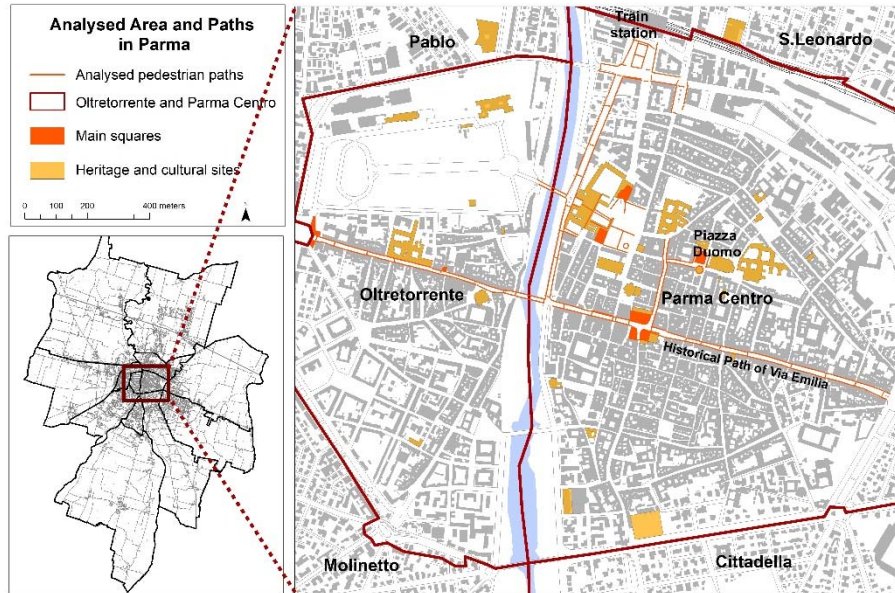 Analysed Area and Paths
in Parma
Analysed pedestrian paths
Oltretorrente and Parma Centro
Main squares
Heritage and cultural sites
0 100 200 400 meters
Pablo
Train
station
S.Leonardo
Piazza
Duomo
Oltretorrente
Parma Centro
Historical Path of Via Emilia
Molinetto
Cittadella